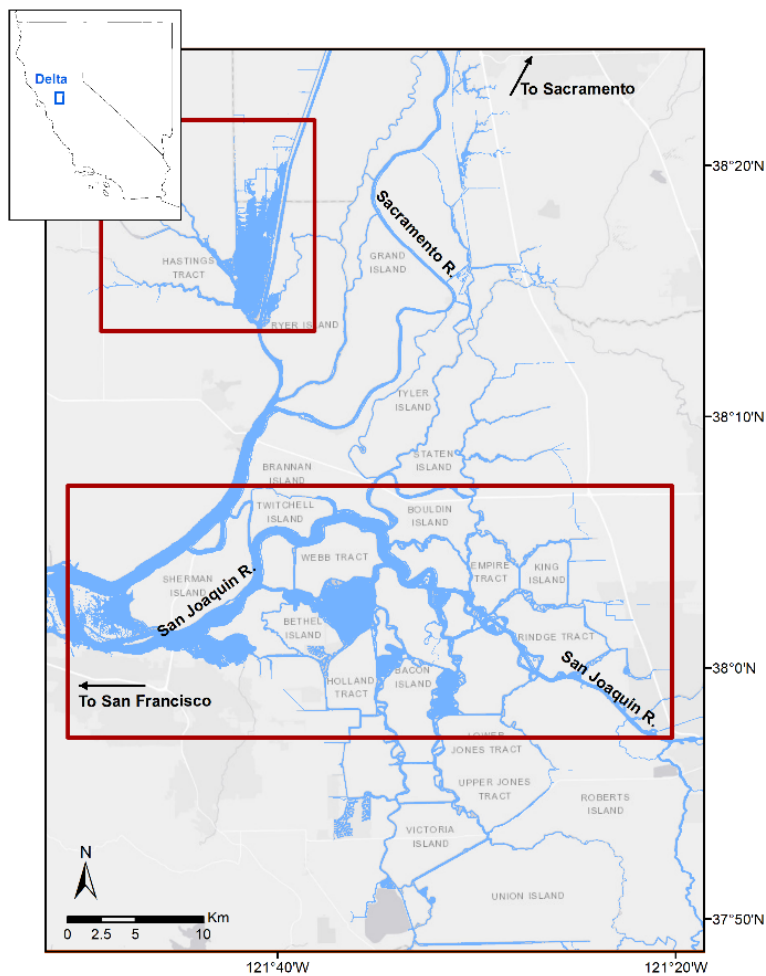 Delta
To Sacramento
38°20'N
Sacramento R.
HASTINGS
TRACT
GRAND
ISLAND
RYER ISLAND
TYLER
ISLAND
38°10'N
STATEN
ISLAND
BRANNAN
ISLAND
TWITCHELL
ISLAND
BOULDIN
ISLAND
WEBB TRACT
EMPIRE
TRACT
KING
ISLAND
SHERMAN
ISLAND
San Joaquin R.
BETHEL
ISLAND
RINDGE TRACT
San Joaquin R.
38°0'N
HOLLAND
TRACT
BACON
ISLAND
To San Francisco
LOWER
JONES TRACT
UPPER JONES
TRACT
ROBERTS
ISLAND
VICTORIA
ISLAND
N
UNION ISLAND
Km
0 2.5 5 10
37°50'N
121°40'W
121°20'W